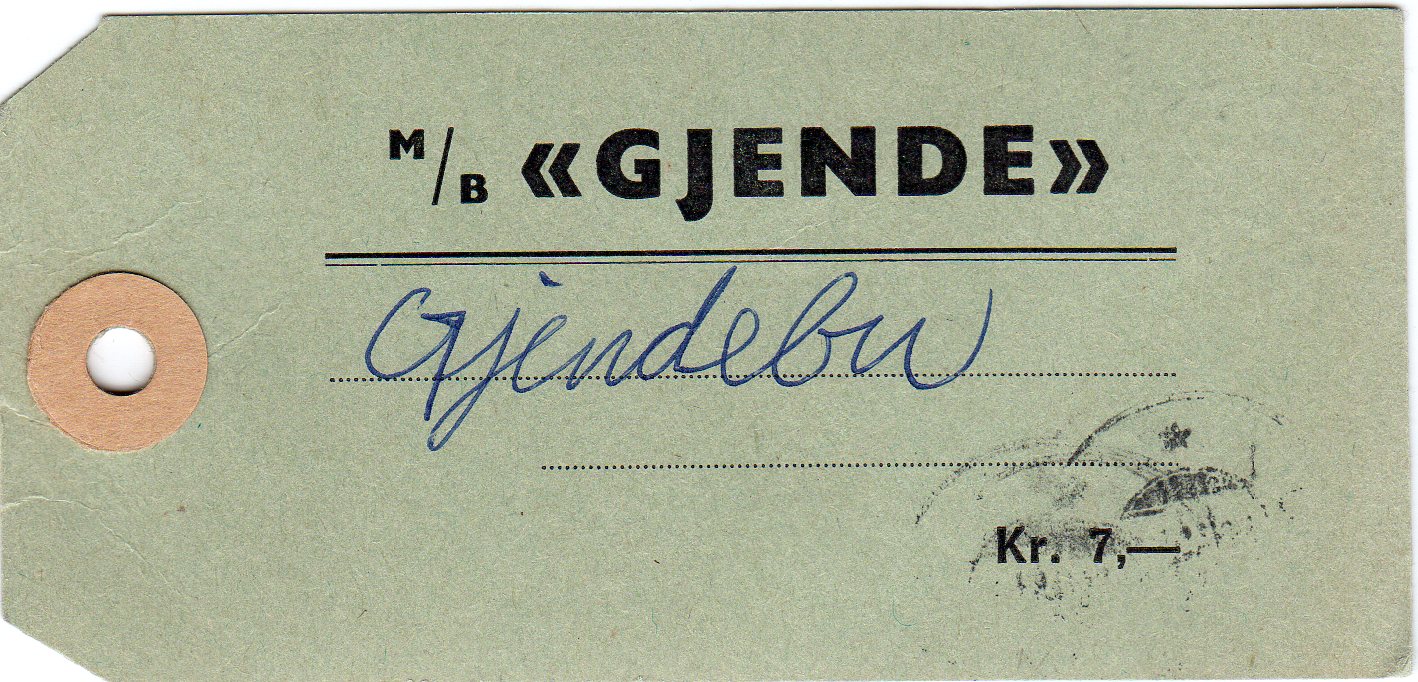 M/B «GJENDE»
Gjendebu
Kr. 7,—